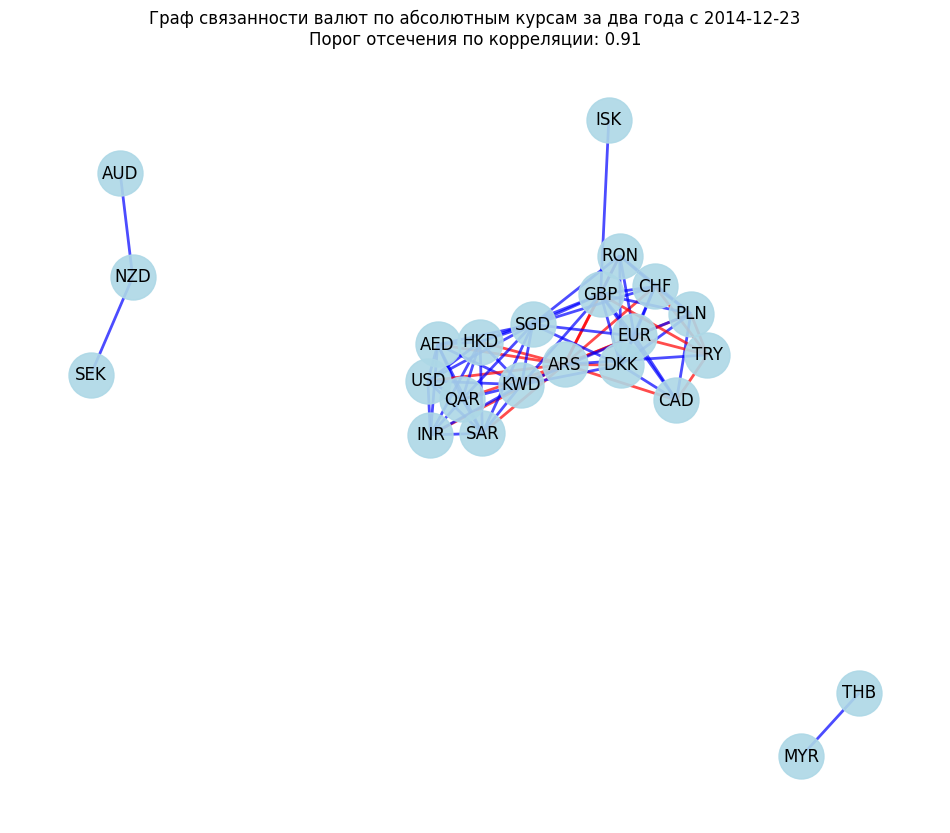 Граф связанности валют по абсолютным курсам за два года с 2014-12-23
Порог отсечения по корреляции: 0.91
ISK
AUD
RON
NZD
CHF
GBP
PLN
SGD
EUR
HKD
AED
TRY
ARS
DKK
SEK
USD
KWD
QAR
CAD
INR
SAR
THB
MYR